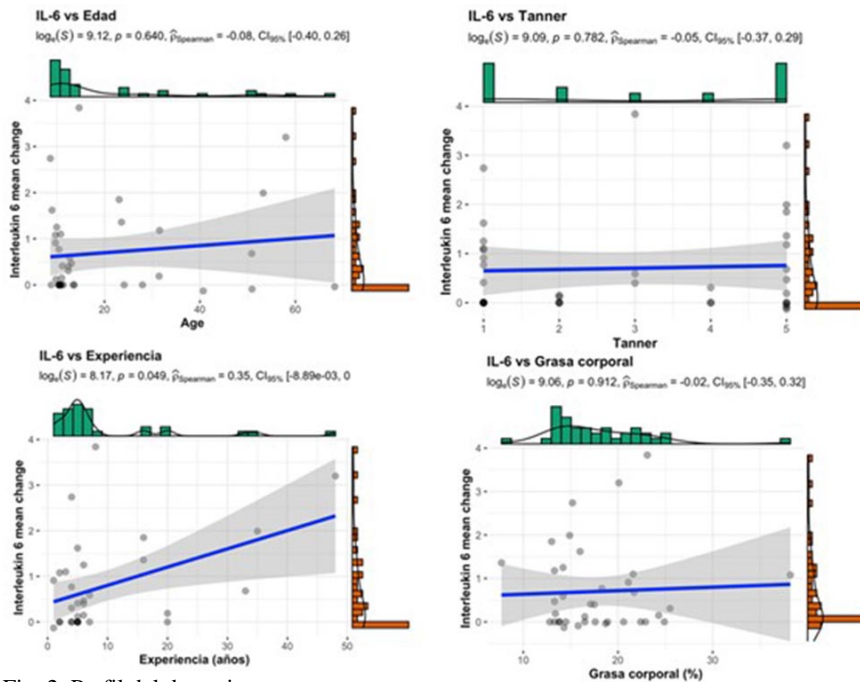 IL-6 vs Edad
logₑ(S) = 9.12, p = 0.640, ρ̂Spearman = -0.08, CI95% [-0.40, 0.26]
Interleukin 6 mean change
4
3
2
1
0
20
40
60
Age
IL-6 vs Tanner
logₑ(S) = 9.09, p = 0.782, ρ̂Spearman = -0.05, CI95% [-0.37, 0.29]
Interleukin 6 mean change
4
3
2
1
0
1
2
3
4
5
Tanner
IL-6 vs Experiencia
logₑ(S) = 8.17, p = 0.049, ρ̂Spearman = 0.35, CI95% [-8.89e-03, 0
Interleukin 6 mean change
4
3
2
1
0
0
10
20
30
40
50
Experiencia (años)
IL-6 vs Grasa corporal
logₑ(S) = 9.06, p = 0.912, ρ̂Spearman = -0.02, CI95% [-0.35, 0.32]
Interleukin 6 mean change
4
3
2
1
0
10
20
30
Grasa corporal (%)